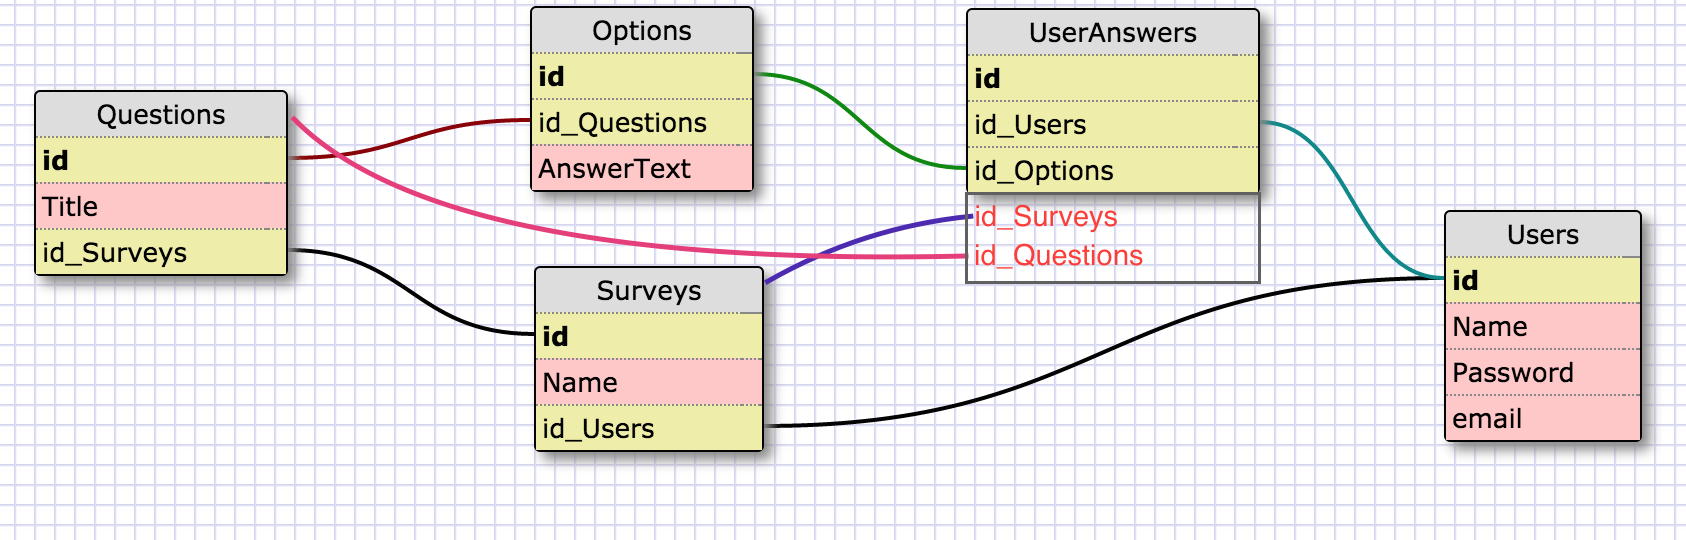 Questions
id
Title
id_Surveys
Options
id
id_Questions
AnswerText
Surveys
id
Name
id_Users
UserAnswers
id
id_Users
id_Options
id_Surveys
id_Questions
Users
id
Name
Password
email